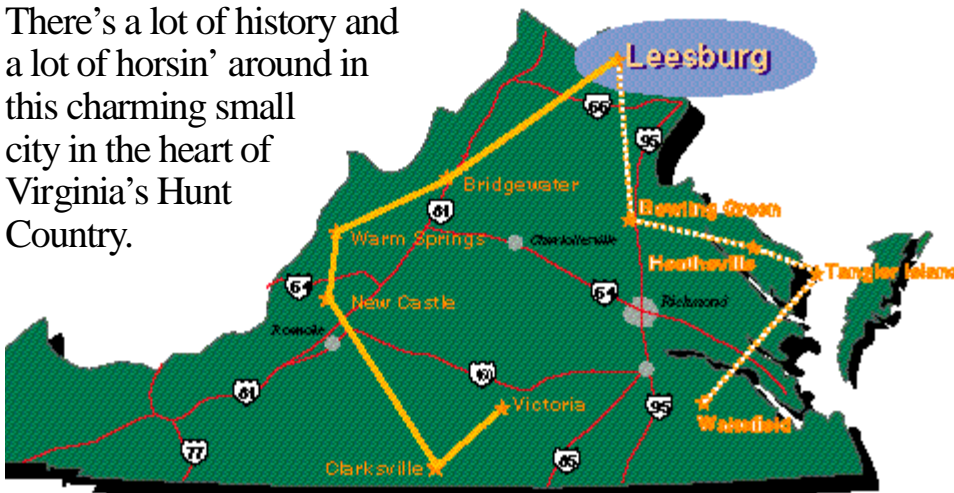 There's a lot of history and
a lot of horsin' around in
this charming small
city in the heart of
Virginia's Hunt
Country.
Leesburg
66
95
Bridgewater
81
Bowling Green
Warm Springs
Charlottesville
Heathsville
Tangier Island
64
New Castle
64
Richmond
Roanoke
81
460
Victoria
95
Wakefield
77
Clarksville
85